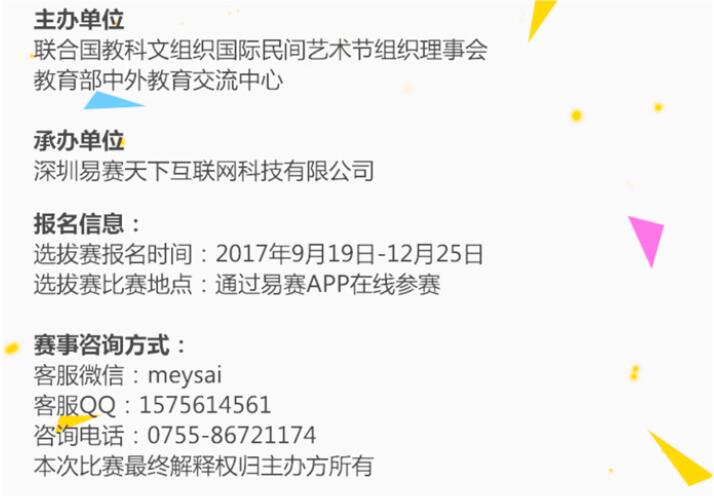 主办单位
联合国教科文组织国际民间艺术节组织理事会
教育部中外教育交流中心
承办单位
深圳易赛天下互联网科技有限公司
报名信息：
选拔赛报名时间：2017年9月19日-12月25日
选拔赛比赛地点：通过易赛APP在线参赛
赛事咨询方式：
客服微信：meysai
客服QQ：1575614561
咨询电话：0755-86721174
本次比赛最终解释权归主办方所有